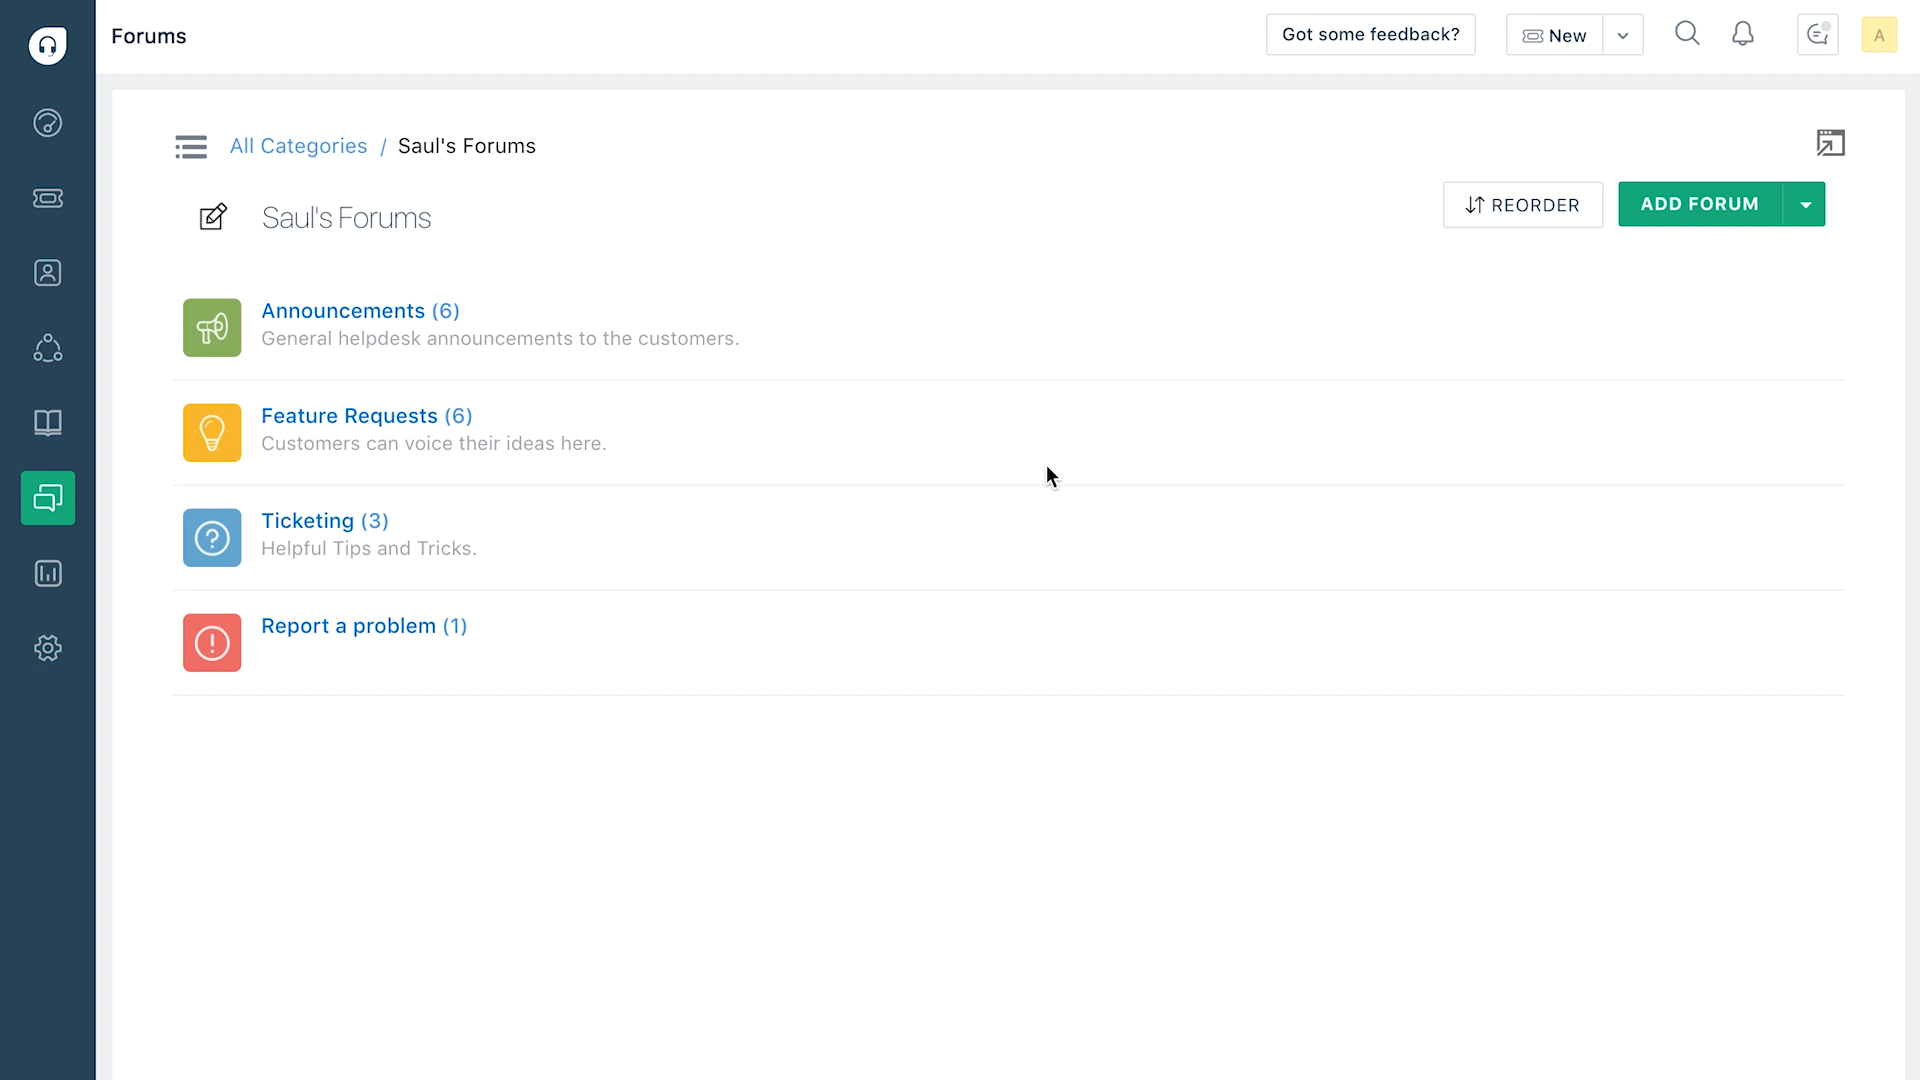 Forums
Got some feedback?
New
A
All Categories / Saul's Forums
Saul's Forums
REORDER
ADD FORUM
Announcements (6)
General helpdesk announcements to the customers.
Feature Requests (6)
Customers can voice their ideas here.
Ticketing (3)
Helpful Tips and Tricks.
Report a problem (1)